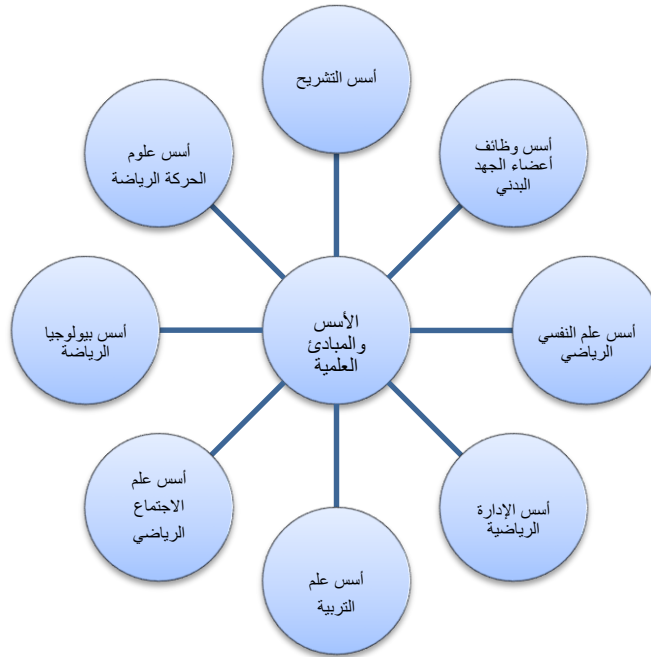 أسس التشريح
أسس وظائف
أعضاء الجهد
البدني
أسس علم النفسي
الرياضي
أسس الإدارة
الرياضية
أسس علم
التربية
أسس علم
الاجتماع
الرياضي
أسس بيولوجيا
الرياضة
أسس علوم
الحركة الرياضة
الأسس
والمبادئ
العلمية